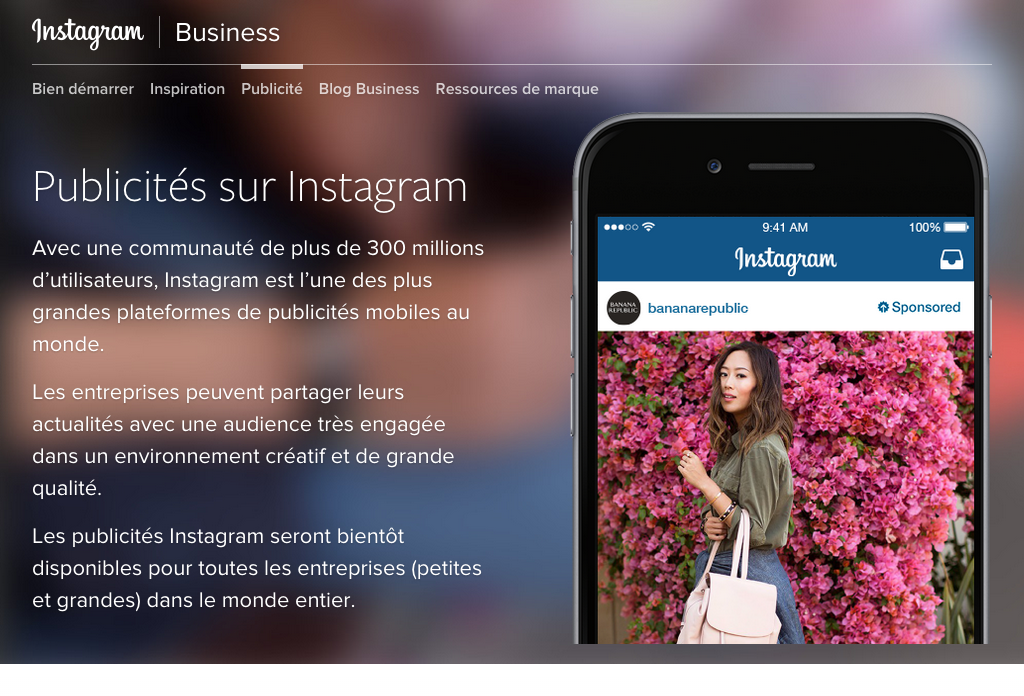 Instagram Business
Bien démarrer Inspiration Publicité Blog Business Ressources de marque
Publicités sur Instagram
Avec une communauté de plus de 300 millions
d’utilisateurs, Instagram est l’une des plus
grandes plateformes de publicités mobiles au
monde.
Les entreprises peuvent partager leurs
actualités avec une audience très engagée
dans un environnement créatif et de grande
qualité.
Les publicités Instagram seront bientôt
disponibles pour toutes les entreprises (petites
et grandes) dans le monde entier.
9:41 AM 100%
Instagram
BANANA
REPUBLIC
bananarepublic Sponsored